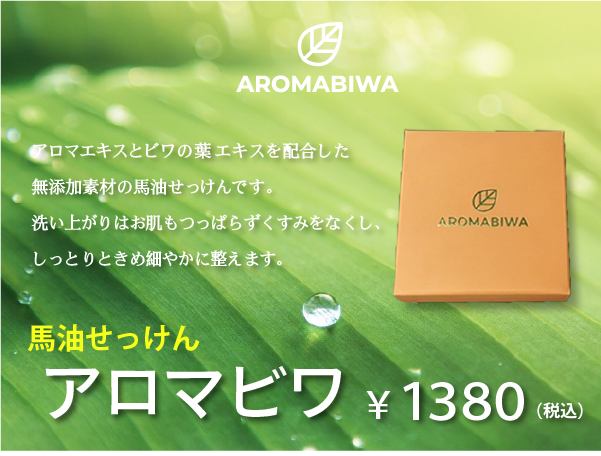 AROMABIWA
アロマエキスとビワの葉エキスを配合した
無添加素材の馬油せっけんです。
洗い上がりはお肌もつっぱらずくすみをなくし、
しっとりときめ細やかに整えます。
AROMABIWA
馬油せっけん
アロマビワ ￥1380（税込）